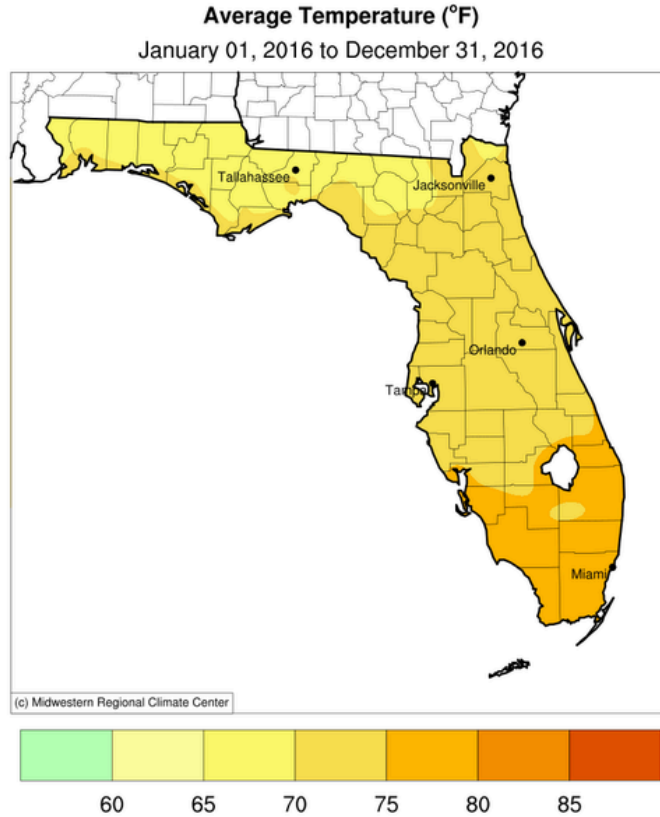 Average Temperature (°F)
January 01, 2016 to December 31, 2016
Tallahassee
Jacksonville
Orlando
Tampa
Miami
(c) Midwestern Regional Climate Center
60 65 70 75 80 85